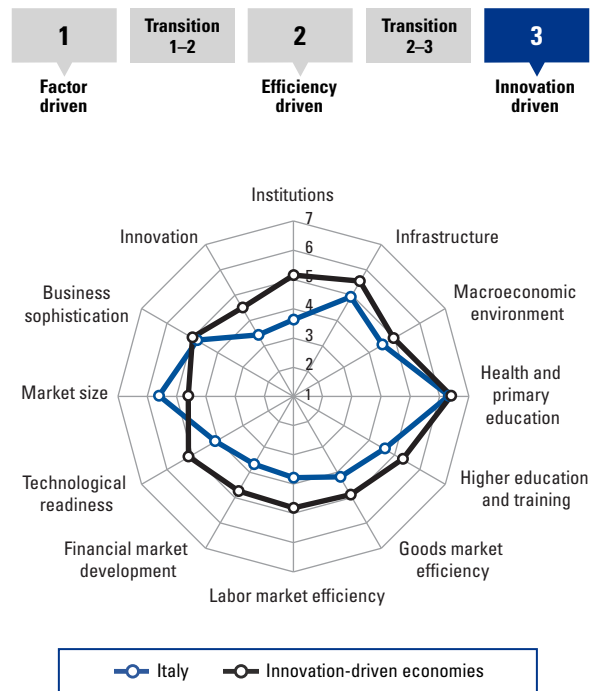 1
Transition
1–2
2
Transition
2–3
3
Factor
driven
Efficiency
driven
Innovation
driven
Institutions
7
Innovation
Infrastructure
6
5
Business
sophistication
Macroeconomic
environment
4
3
2
Market size
1
Health and
primary
education
Technological
readiness
Higher education
and training
Financial market
development
Goods market
efficiency
Labor market efficiency
Italy
Innovation-driven economies